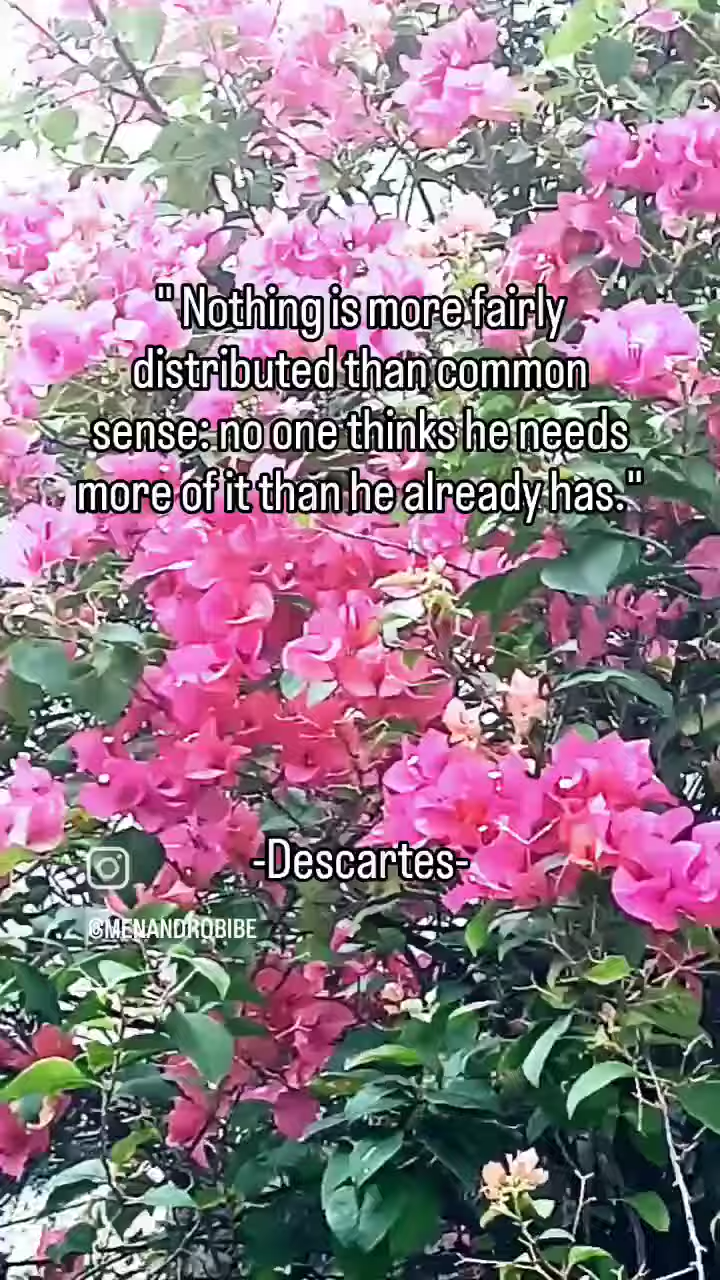 " Nothing is more fairly
distributed than common
sense: no one thinks he needs
more of it than he already has."
-Descartes-
@MENANDROBIBE